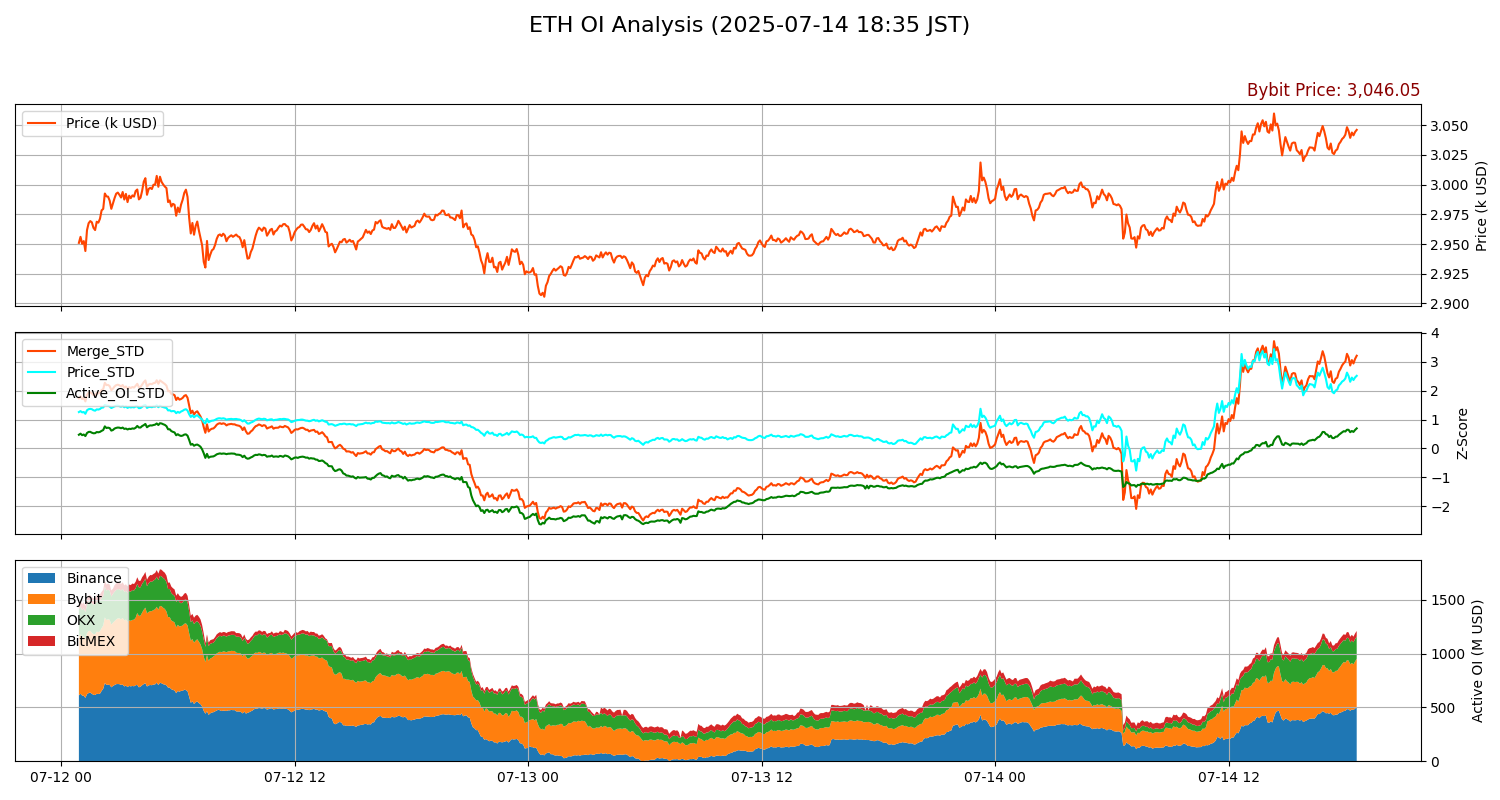 ETH OI Analysis (2025-07-14 18:35 JST)
Bybit Price: 3,046.05
Price (k USD)
3.050
3.025
3.000
2.975
2.950
2.925
2.900
Price (k USD)
Merge_STD
Price_STD
Active_OI_STD
4
3
2
1
0
−1
−2
Z-Score
Binance
Bybit
OKX
BitMEX
1500
1000
500
0
Active OI (M USD)
07-12 00
07-12 12
07-13 00
07-13 12
07-14 00
07-14 12